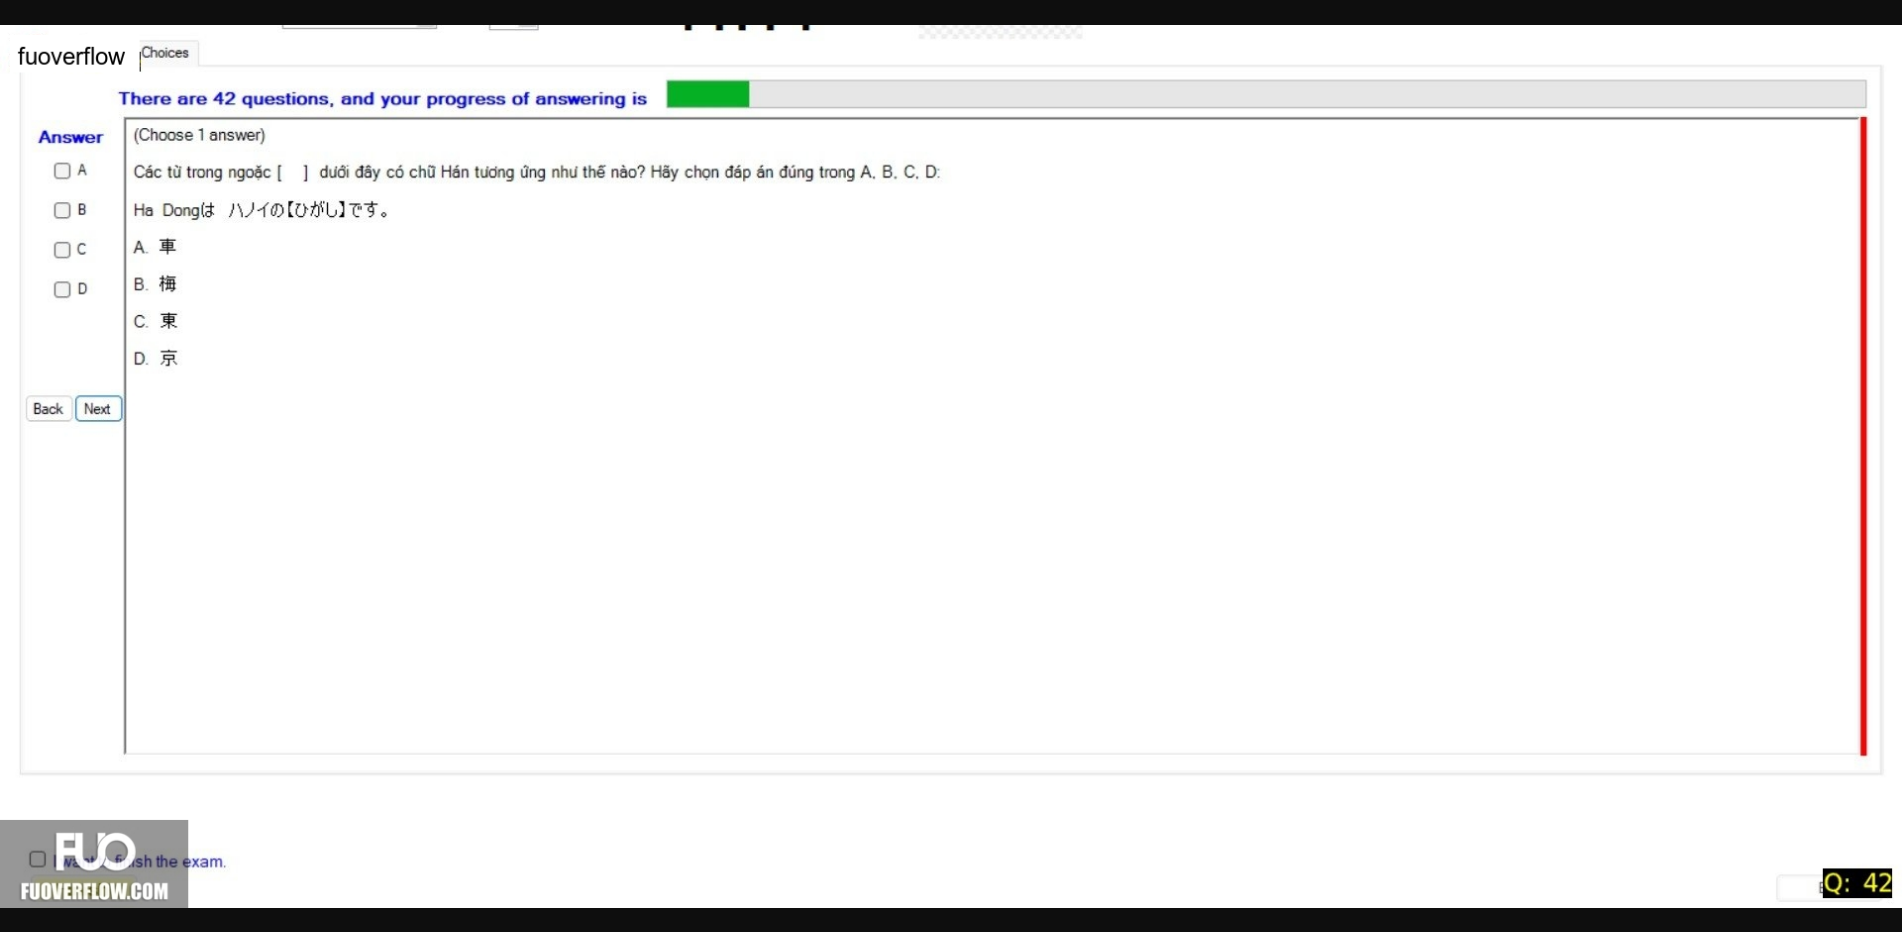 fuoverflow
Choices
There are 42 questions, and your progress of answering is
Answer
(Choose 1 answer)
A
Các từ trong ngoặc [ ] dưới đây có chữ Hán tương ứng như thế nào? Hãy chọn đáp án đúng trong A, B, C, D:
B
Ha Dongは ハノイの【ひがし】です。
C
A. 車
D
B. 梅
C. 東
D. 京
Back
Next
FUO
finish the exam.
FUOVERFLOW.COM
Q: 42